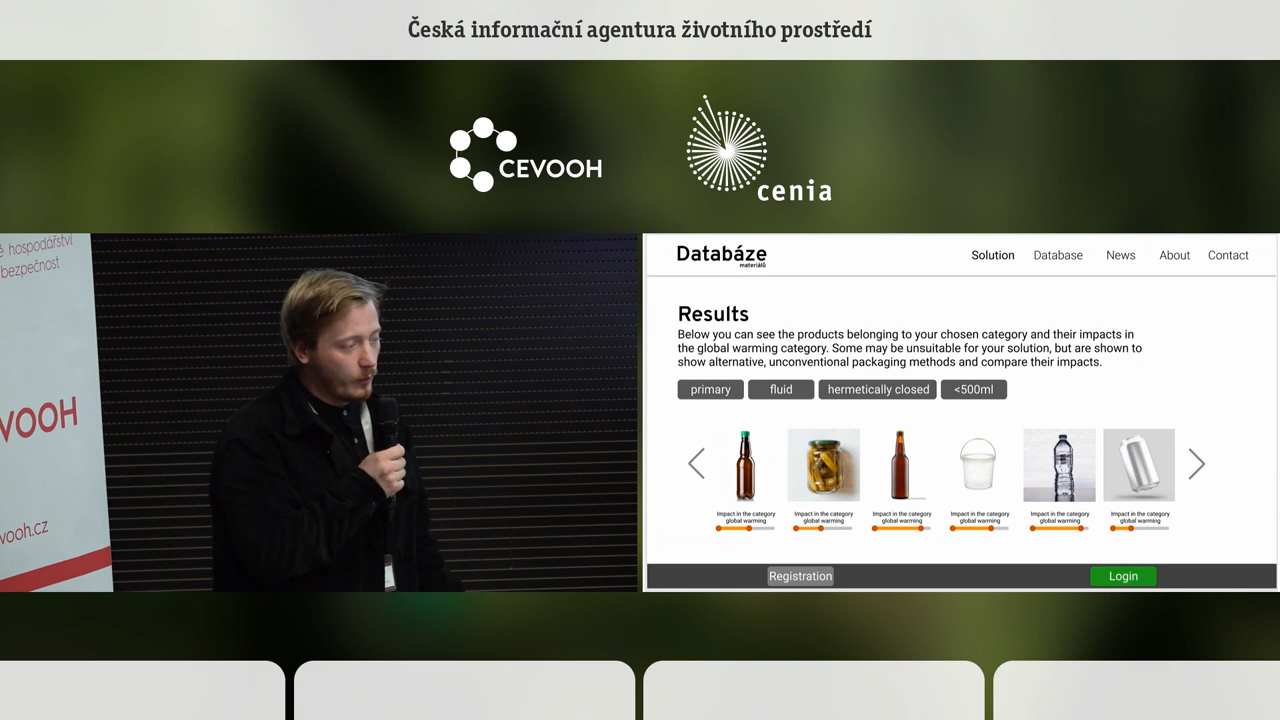 Česká informační agentura životního prostředí
CEVOOH
cenia
é hospodářství
bezpečnost
VOOH
vooh.cz
Databáze
materiálů
Solution
Database
News
About
Contact
Results
Below you can see the products belonging to your chosen category and their impacts in
the global warming category. Some may be unsuitable for your solution, but are shown to
show alternative, unconventional packaging methods and compare their impacts.
primary
fluid
hermetically closed
<500ml
Impact in the category
global warming
Impact in the category
global warming
Impact in the category
global warming
Impact in the category
global warming
Impact in the category
global warming
Impact in the category
global warming
Registration
Login